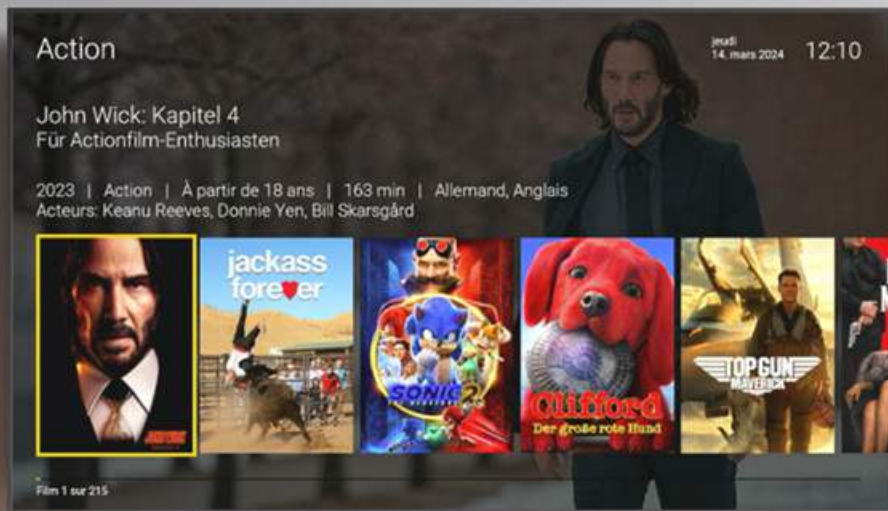 Action
jeudi
14. mars 2024
12:10
John Wick: Kapitel 4
Für Actionfilm-Enthusiasten
2023 | Action | À partir de 18 ans | 163 min | Allemand, Anglais
Acteurs: Keanu Reeves, Donnie Yen, Bill Skarsgård
jackass
forever
SONIC 2
Clifford
Der große rote Hund
TOP GUN
MAVERICK
Film 1 sur 215